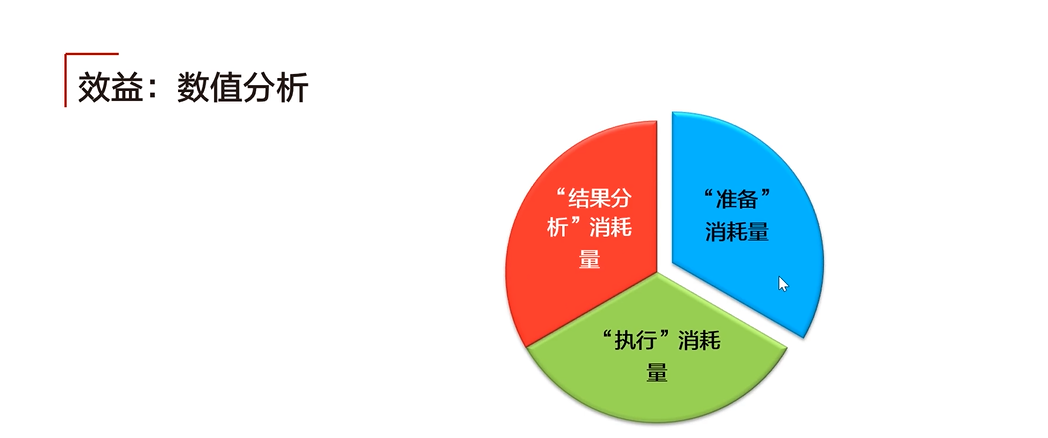 效益：数值分析
“结果分
析”消耗
量
“准备”
消耗量
“执行”消耗
量